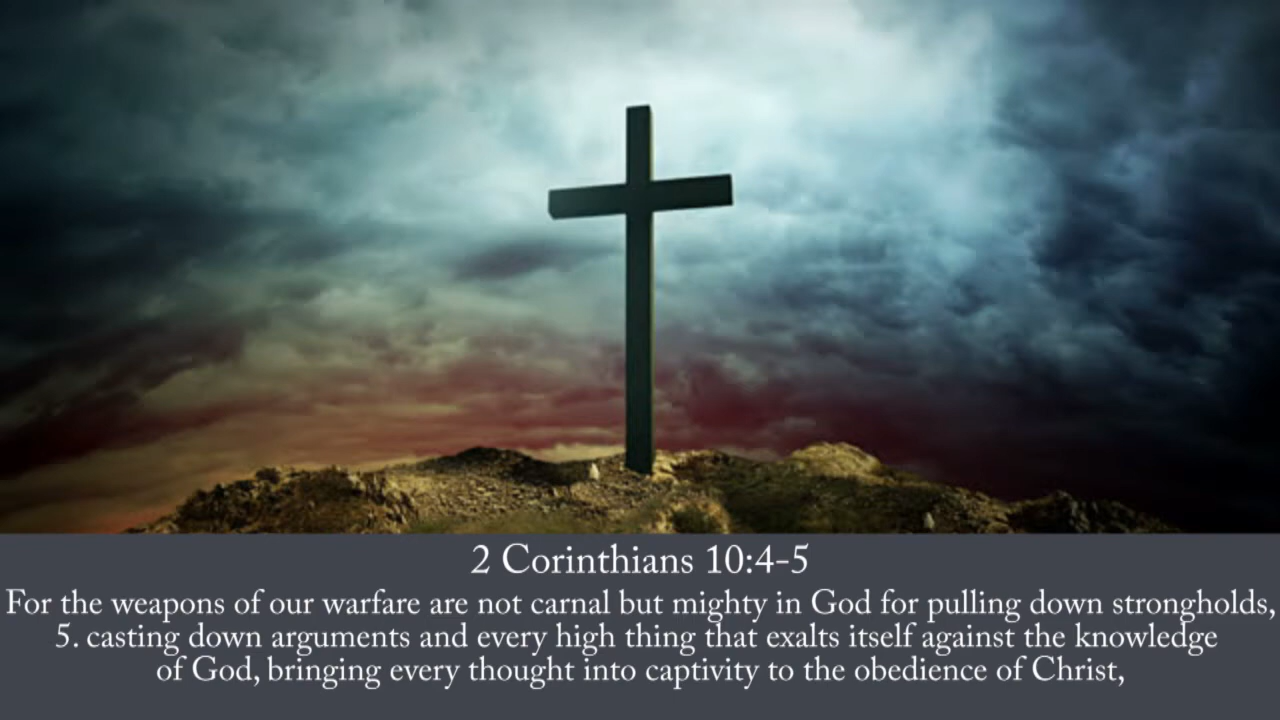 2 Corinthians 10:4-5
For the weapons of our warfare are not carnal but mighty in God for pulling down strongholds,
5. casting down arguments and every high thing that exalts itself against the knowledge
of God, bringing every thought into captivity to the obedience of Christ,